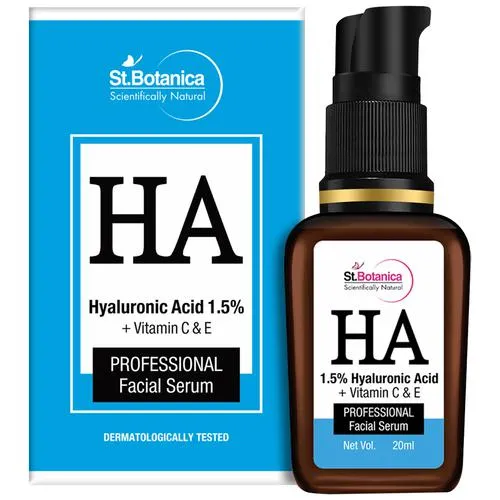 St.Botanica
Scientifically Natural
HA
Hyaluronic Acid 1.5%
+ Vitamin C & E
PROFESSIONAL
Facial Serum
DERMATOLOGICALLY TESTED
St.Botanica
Scientifically Natural
HA
1.5% Hyaluronic Acid
+ Vitamin C & E
PROFESSIONAL
Facial Serum
Net Vol. 20ml